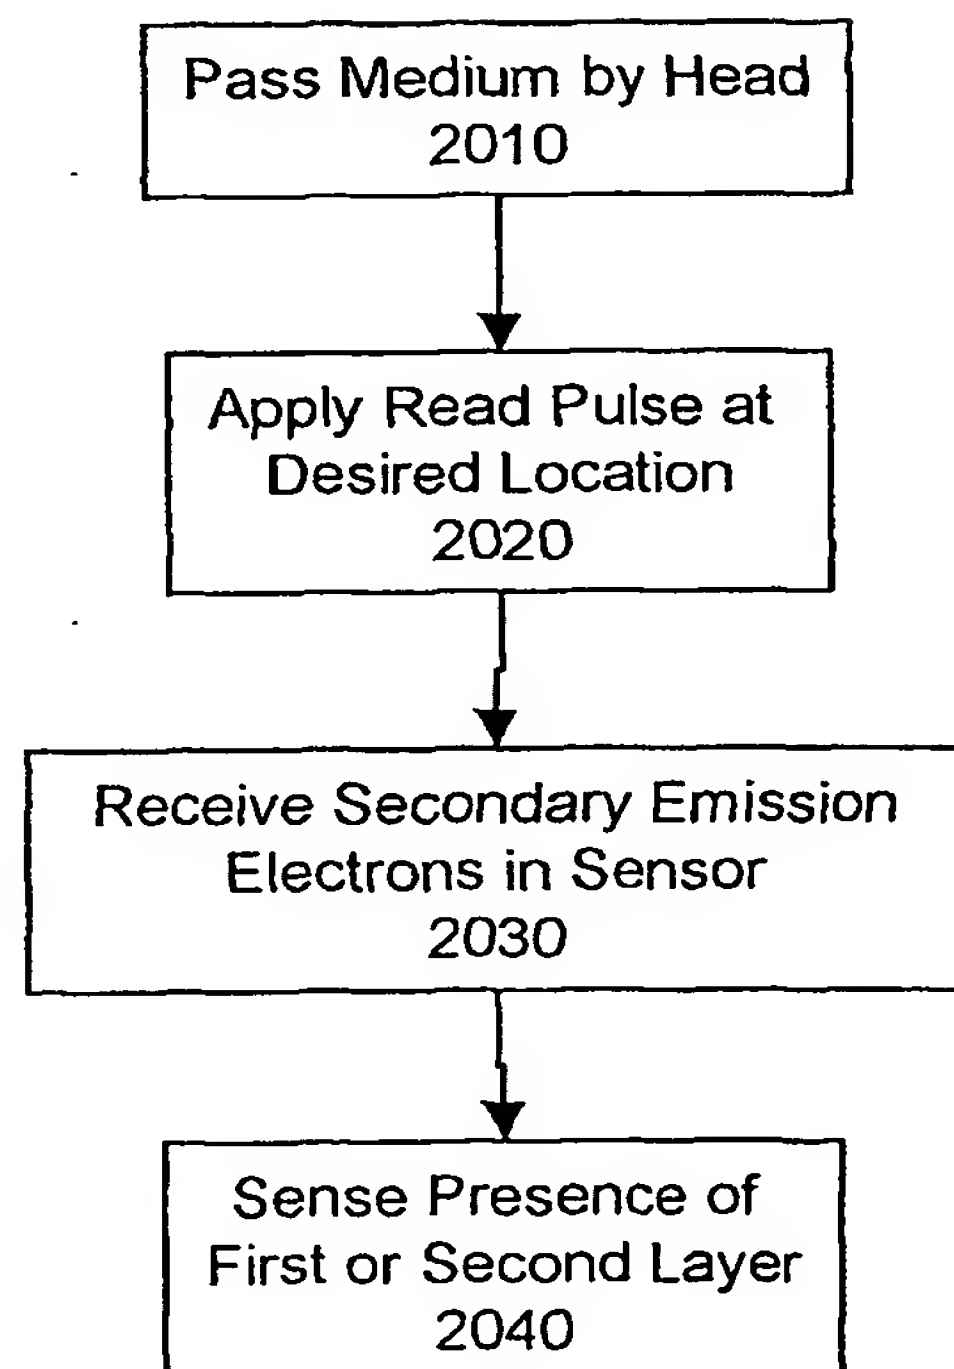 Pass Medium by Head
2010
Apply Read Pulse at
Desired Location
2020
Receive Secondary Emission
Electrons in Sensor
2030
Sense Presence of
First or Second Layer
2040